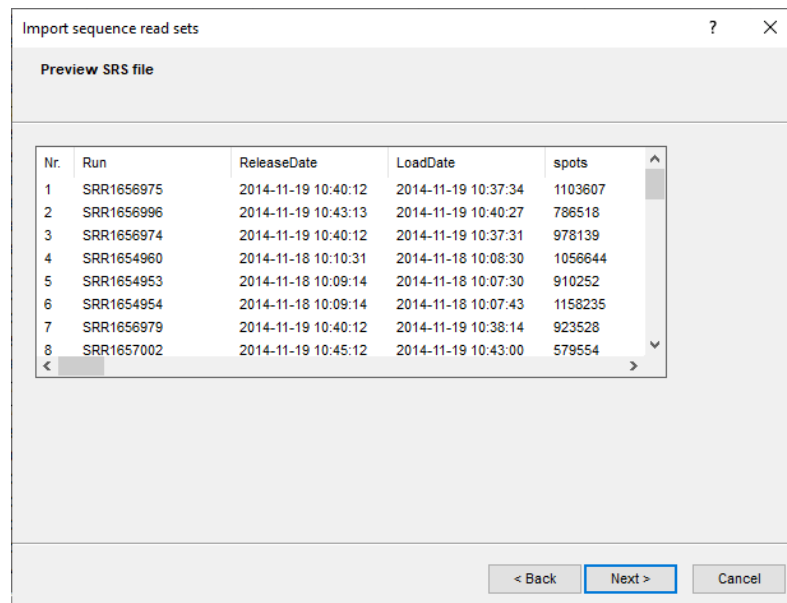 Import sequence read sets ?
Preview SRS file
Nr. Run ReleaseDate LoadDate spots
1 SRR1656975 2014-11-19 10:40:12 2014-11-19 10:37:34 1103607
2 SRR1656996 2014-11-19 10:43:13 2014-11-19 10:40:27 786518
3 SRR1656974 2014-11-19 10:40:12 2014-11-19 10:37:31 978139
4 SRR1654960 2014-11-18 10:10:31 2014-11-18 10:08:30 1056644
5 SRR1654953 2014-11-18 10:09:14 2014-11-18 10:07:30 910252
6 SRR1654954 2014-11-18 10:09:14 2014-11-18 10:07:43 1158235
7 SRR1656979 2014-11-19 10:40:12 2014-11-19 10:38:14 923528
8 SRR1657002 2014-11-19 10:45:12 2014-11-19 10:43:00 579554
< Back Next > Cancel